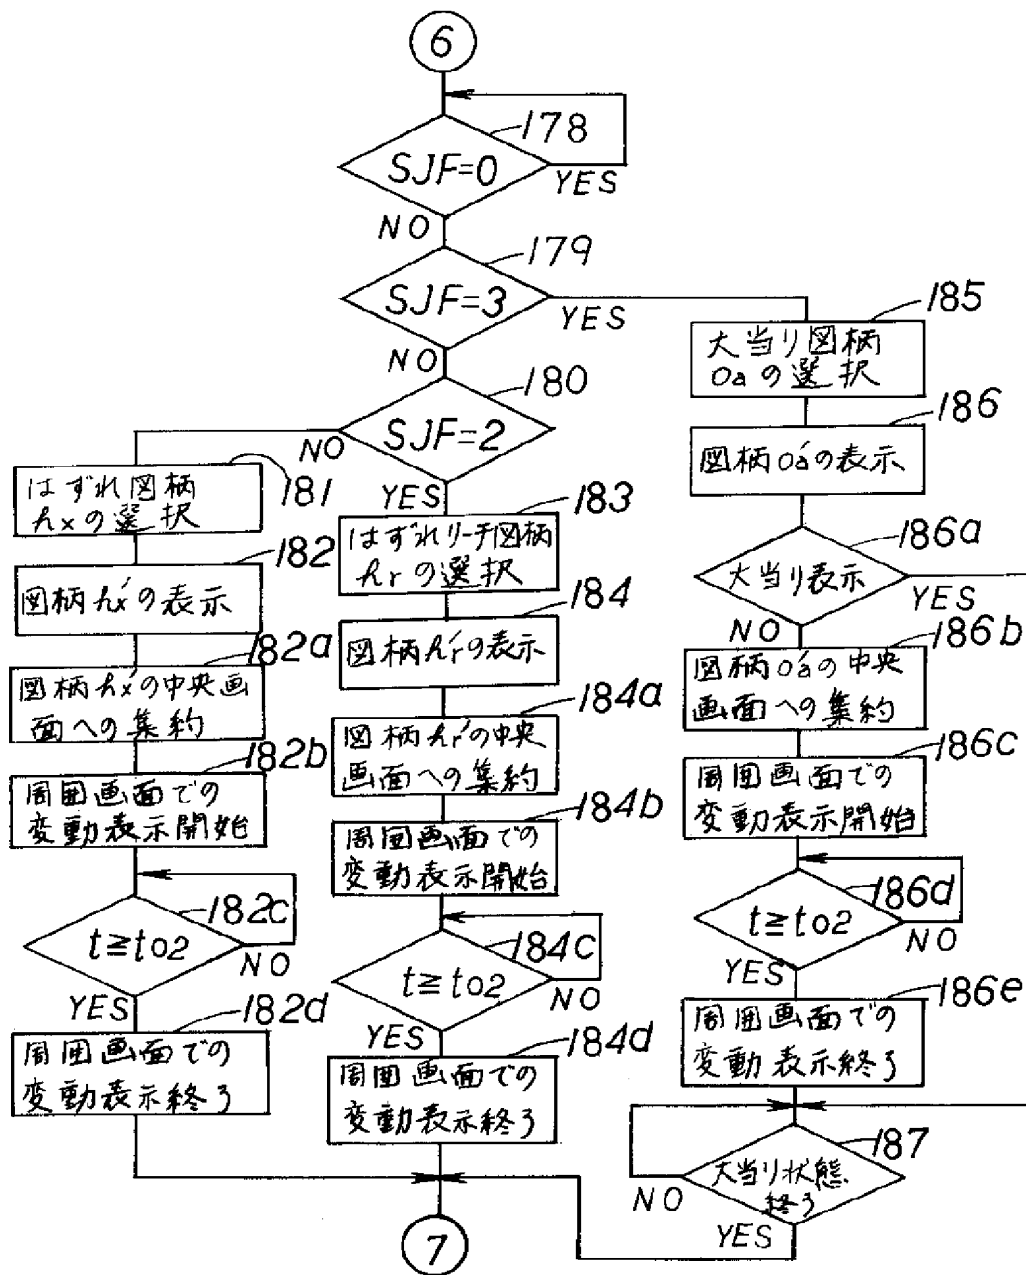 6
178
SJF=0
YES
NO
179
SJF=3
YES
NO
180
SJF=2
NO
YES
181
はずれ図柄
hxの選択
182
図柄hx'の表示
182a
図柄hx'の中央画
面への集約
182b
周囲画面での
変動表示開始
182c
t≧to2
NO
YES
182d
周囲画面での
変動表示終了
183
はずれリーチ図柄
hrの選択
184
図柄hr'の表示
184a
図柄hr'の中央
画面への集約
184b
周囲画面での
変動表示開始
184c
t≧to2
NO
YES
184d
周囲画面での
変動表示終了
185
大当り図柄
oaの選択
186
図柄oa'の表示
186a
大当り表示
YES
NO
186b
図柄oa'の中央
画面への集約
186c
周囲画面での
変動表示開始
186d
t≧to2
NO
YES
186e
周囲画面での
変動表示終了
187
大当り状態
終了
NO
YES
7